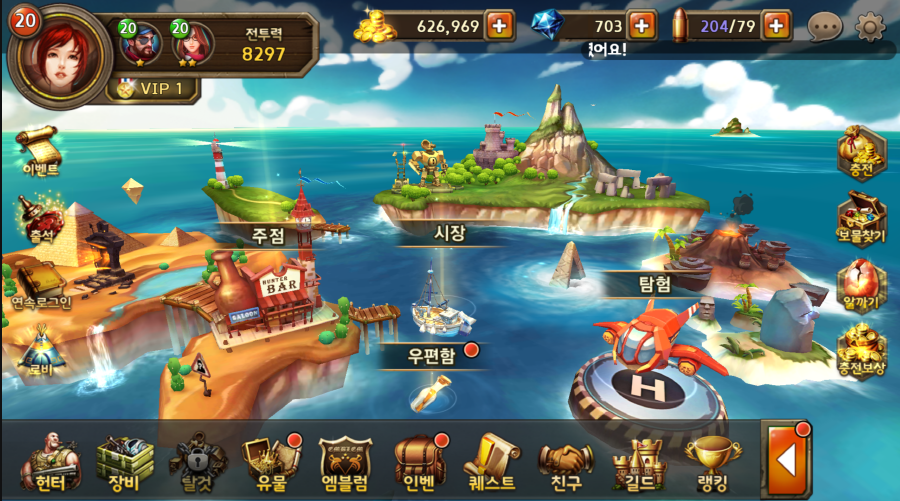 20
20
20
전투력
8297
VIP 1
626,969
703
204/79
었어요!
이벤트
출석
연속로그인
로비
충전
보물찾기
알까기
충전보상
주점
시장
탐험
HUNTER
BAR
SALOON
우편함
H
헌터
장비
탈것
유물
EMBLEM
엠블럼
인벤
퀘스트
친구
길드
랭킹